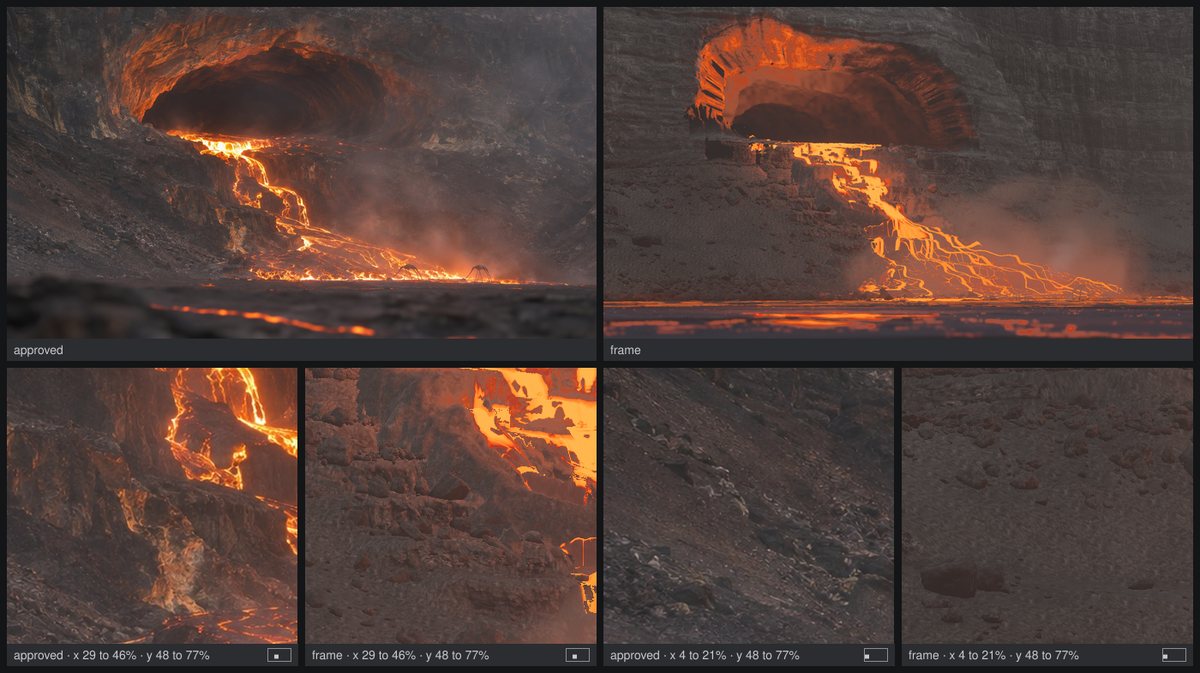 approved
frame
approved · x 29 to 46% · y 48 to 77%
frame · x 29 to 46% · y 48 to 77%
approved · x 4 to 21% · y 48 to 77%
frame · x 4 to 21% · y 48 to 77%